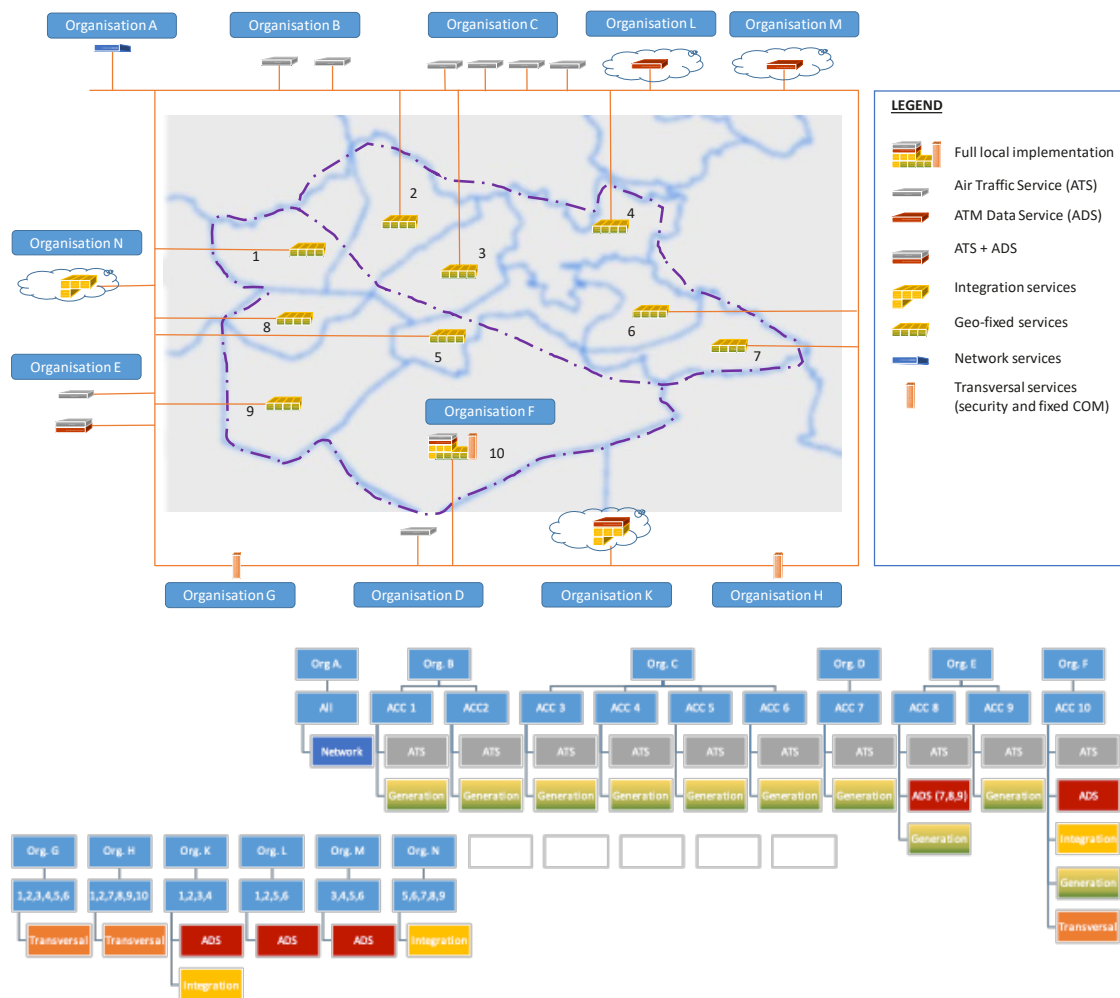 Organisation A
Organisation B
Organisation C
Organisation L
Organisation M
LEGEND
Full local implementation
Air Traffic Service (ATS)
ATM Data Service (ADS)
ATS + ADS
Integration services
Geo-fixed services
Network services
Transversal services
(security and fixed COM)
2
4
1
3
Organisation N
8
6
5
7
Organisation E
9
Organisation F
10
Organisation G
Organisation D
Organisation K
Organisation H
Org A.
Org. B
Org. C
Org. D
Org. E
Org. F
All
ACC 1
ACC2
ACC 3
ACC 4
ACC 5
ACC 6
ACC 7
ACC 8
ACC 9
ACC 10
Network
ATS
ATS
ATS
ATS
ATS
ATS
ATS
ATS
ATS
ATS
Generation
Generation
Generation
Generation
Generation
Generation
Generation
ADS (7,8,9)
Generation
ADS
Generation
Integration
Generation
Transversal
Org. G
Org. H
Org. K
Org. L
Org. M
Org. N
1,2,3,4,5,6
1,2,7,8,9,10
1,2,3,4
1,2,5,6
3,4,5,6
5,6,7,8,9
Transversal
Transversal
ADS
ADS
ADS
Integration
Integration